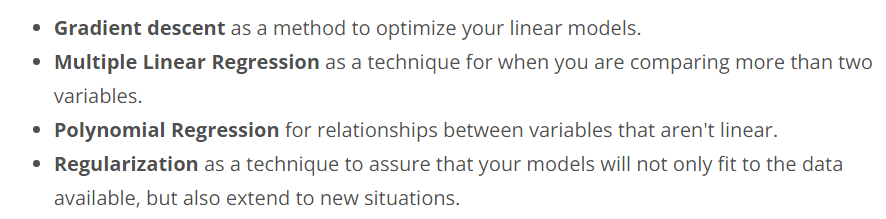 Gradient descent as a method to optimize your linear models.
Multiple Linear Regression as a technique for when you are comparing more than two
variables.
Polynomial Regression for relationships between variables that aren't linear.
Regularization as a technique to assure that your models will not only fit to the data
available, but also extend to new situations.